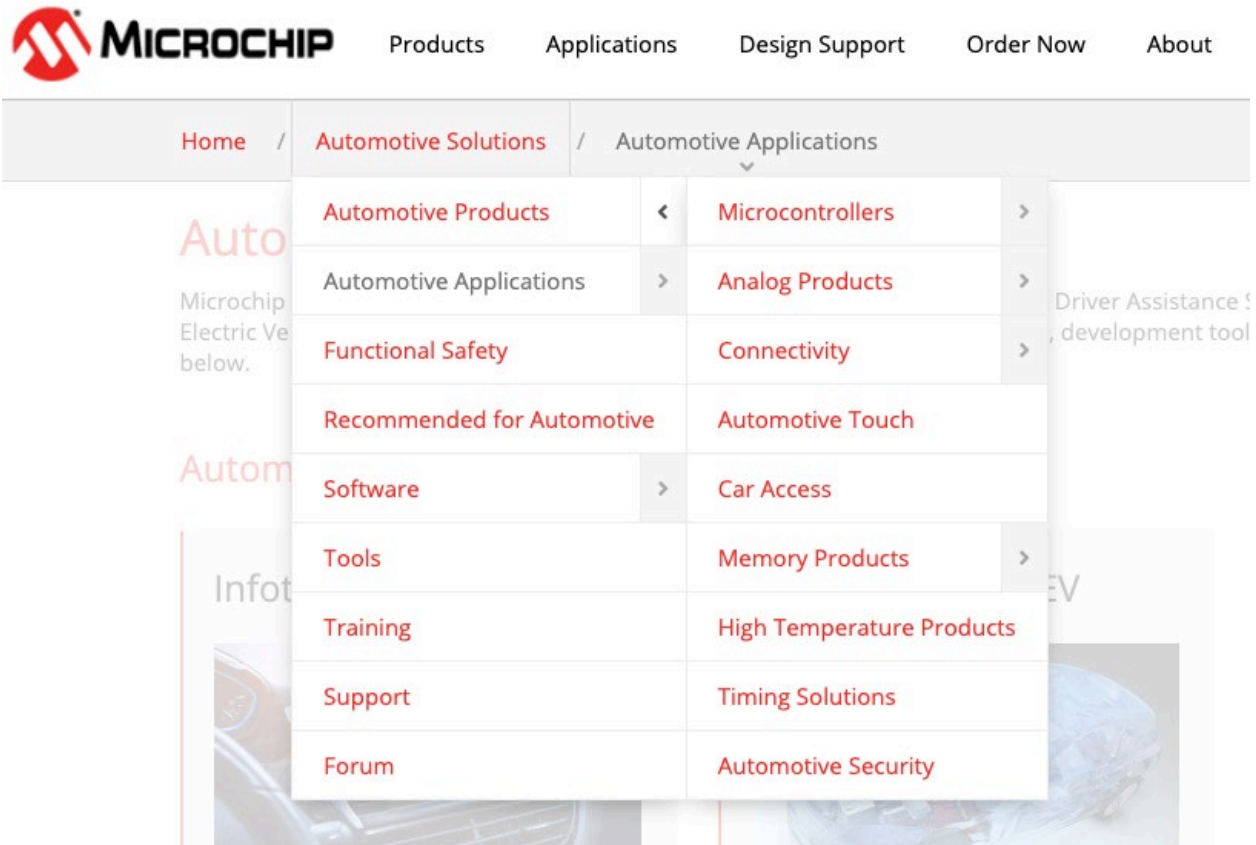 MICROCHIP Products Applications Design Support Order Now About
Home / Automotive Solutions / Automotive Applications
Automotive Products
Automotive Applications
Functional Safety
Recommended for Automotive
Software
Tools
Training
Support
Forum
Microcontrollers
Analog Products
Connectivity
Automotive Touch
Car Access
Memory Products
High Temperature Products
Timing Solutions
Automotive Security
Auto
Microchip Driver Assistance S
Electric Ve , development tool
below.
Autom
Infot EV